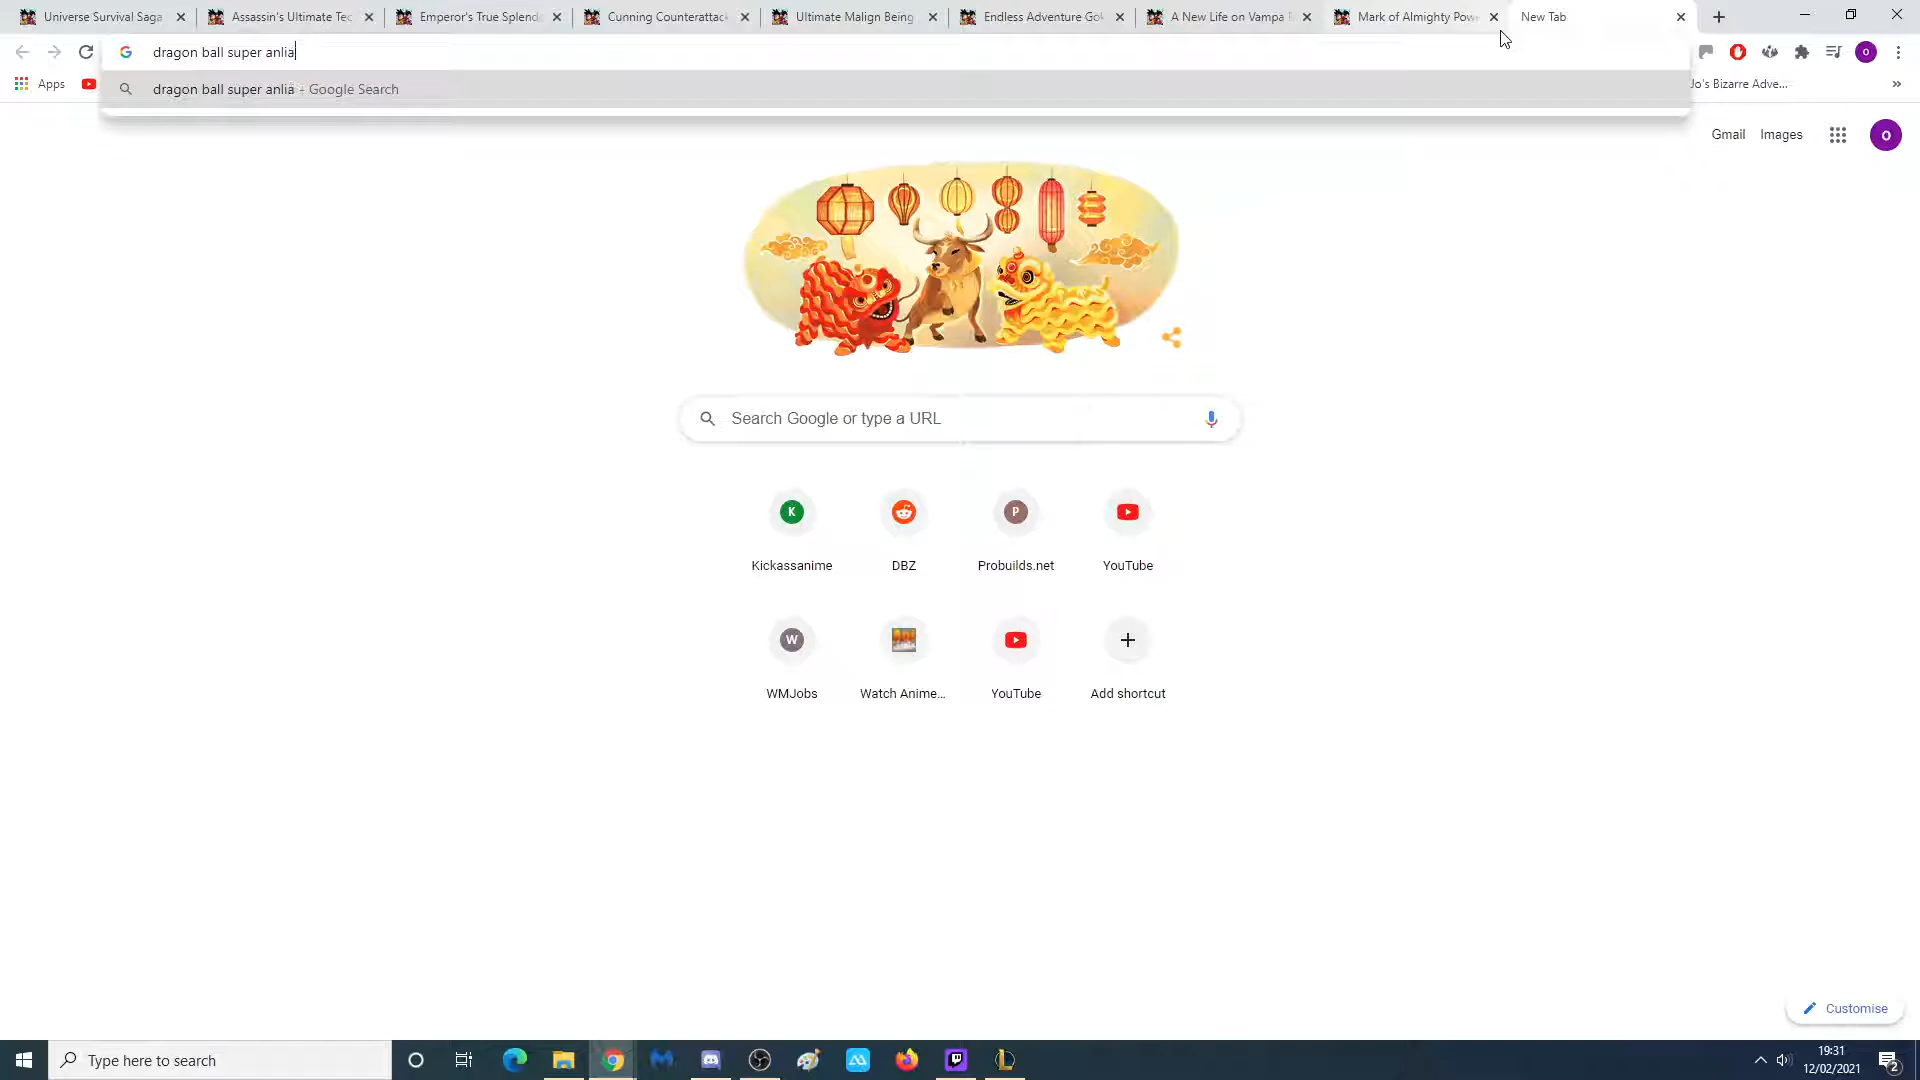 Universe Survival Saga
Assassin's Ultimate Tec
Emperor's True Splend
Cunning Counterattack
Ultimate Malign Being
Endless Adventure Gok
A New Life on Vampa
Mark of Almighty Powe
New Tab
dragon ball super anlia
Apps
dragon ball super anlia - Google Search
Jo's Bizarre Adve...
»
Gmail
Images
o
Search Google or type a URL
K
P
Kickassanime
DBZ
Probuilds.net
YouTube
W
WMJobs
Watch Anime...
YouTube
Add shortcut
Customise
Type here to search
19:31
12/02/2021
2